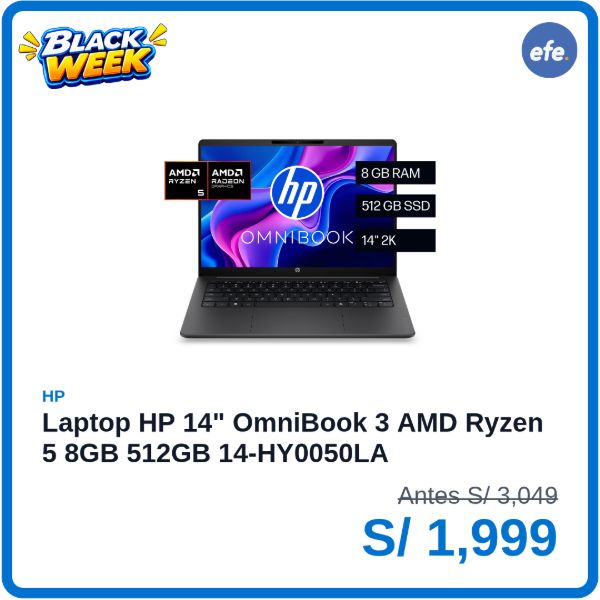 BLACK
WEEK
efe.
AMD
RYZEN
5
AMD
RADEON
GRAPHICS
hp
OMNIBOOK
8 GB RAM
512 GB SSD
14" 2K
HP
Laptop HP 14" OmniBook 3 AMD Ryzen
5 8GB 512GB 14-HY0050LA
Antes S/ 3,049
S/ 1,999